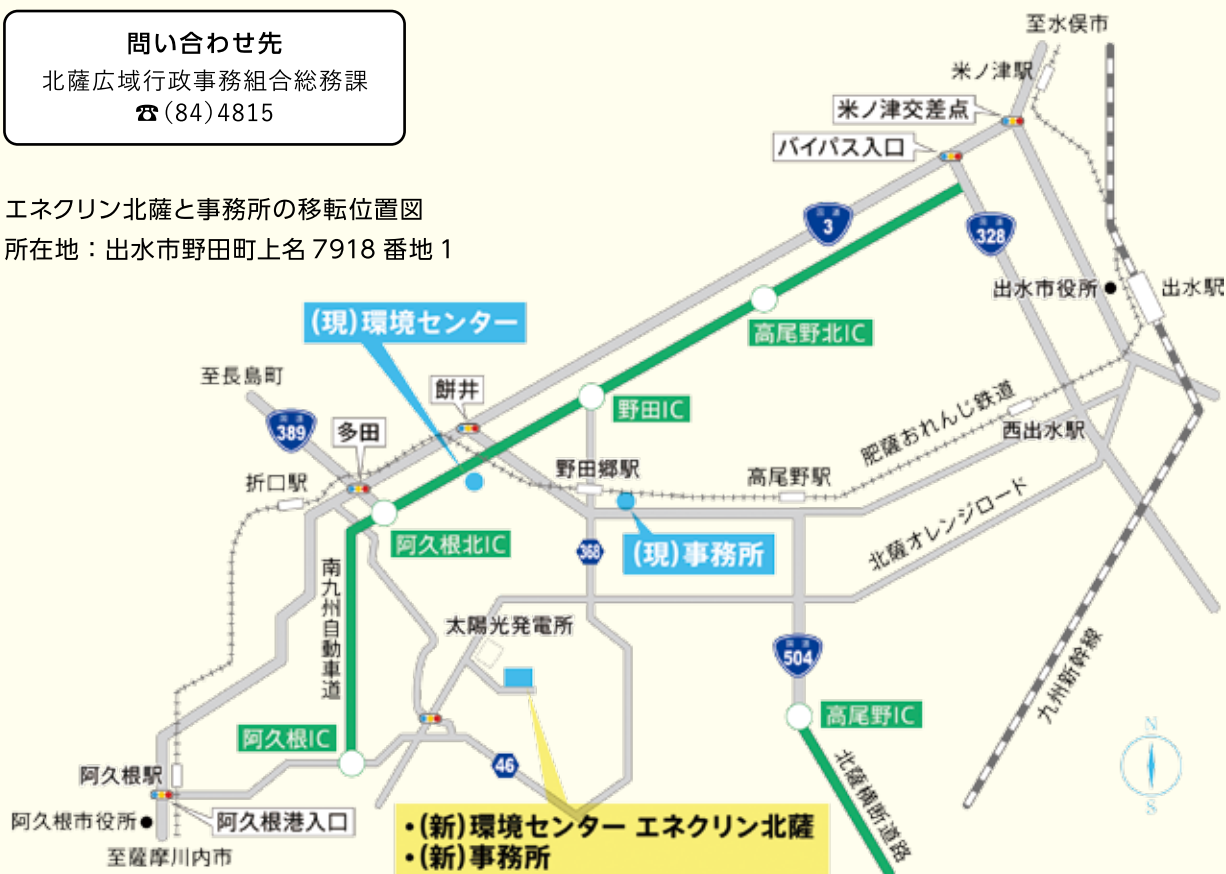 問い合わせ先
北薩広域行政事務組合総務課
☎(84)4815
エネクリン北薩と事務所の移転位置図
所在地：出水市野田町上名7918番地1
至水俣市
米ノ津駅
米ノ津交差点
バイパス入口
国道
3
国道
328
出水市役所
出水駅
(現)環境センター
高尾野北IC
至長島町
餅井
野田IC
国道
389
多田
肥薩おれんじ鉄道
西出水駅
折口駅
野田郷駅
高尾野駅
阿久根北IC
368
(現)事務所
北薩オレンジロード
南九州自動車道
太陽光発電所
国道
504
九州新幹線
高尾野IC
阿久根IC
N
S
46
北薩横断道路
阿久根駅
阿久根市役所
阿久根港入口
至薩摩川内市
・(新)環境センター エネクリン北薩
・(新)事務所